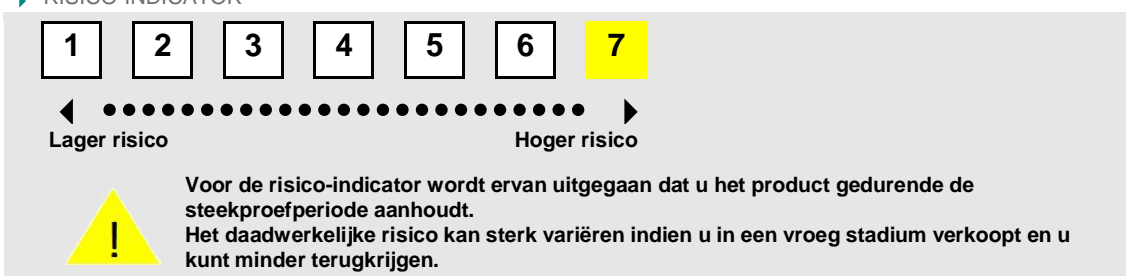 RISICO-INDICATOR
1 2 3 4 5 6 7
Lager risico Hoger risico
Voor de risico-indicator wordt ervan uitgegaan dat u het product gedurende de
steekproefperiode aanhoudt.
! Het daadwerkelijke risico kan sterk variëren indien u in een vroeg stadium verkoopt en u
kunt minder terugkrijgen.